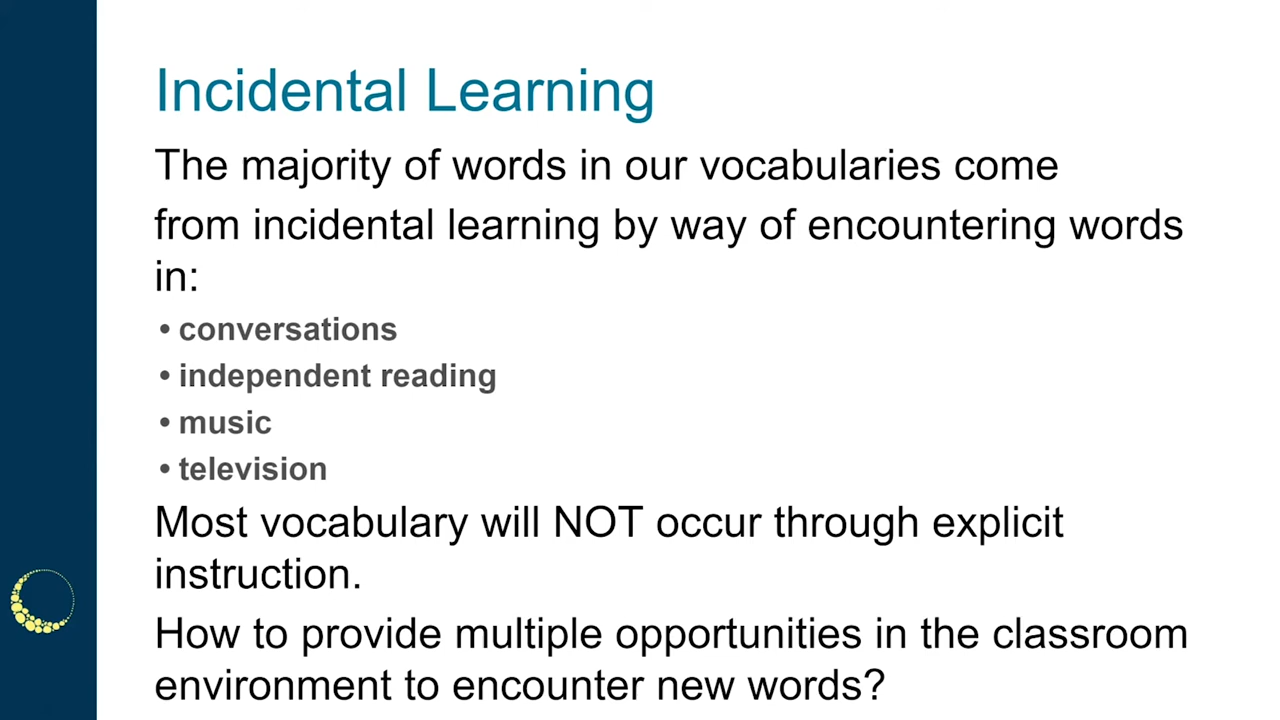 Incidental Learning
The majority of words in our vocabularies come
from incidental learning by way of encountering words
in:
• conversations
• independent reading
• music
• television
Most vocabulary will NOT occur through explicit
instruction.
How to provide multiple opportunities in the classroom
environment to encounter new words?